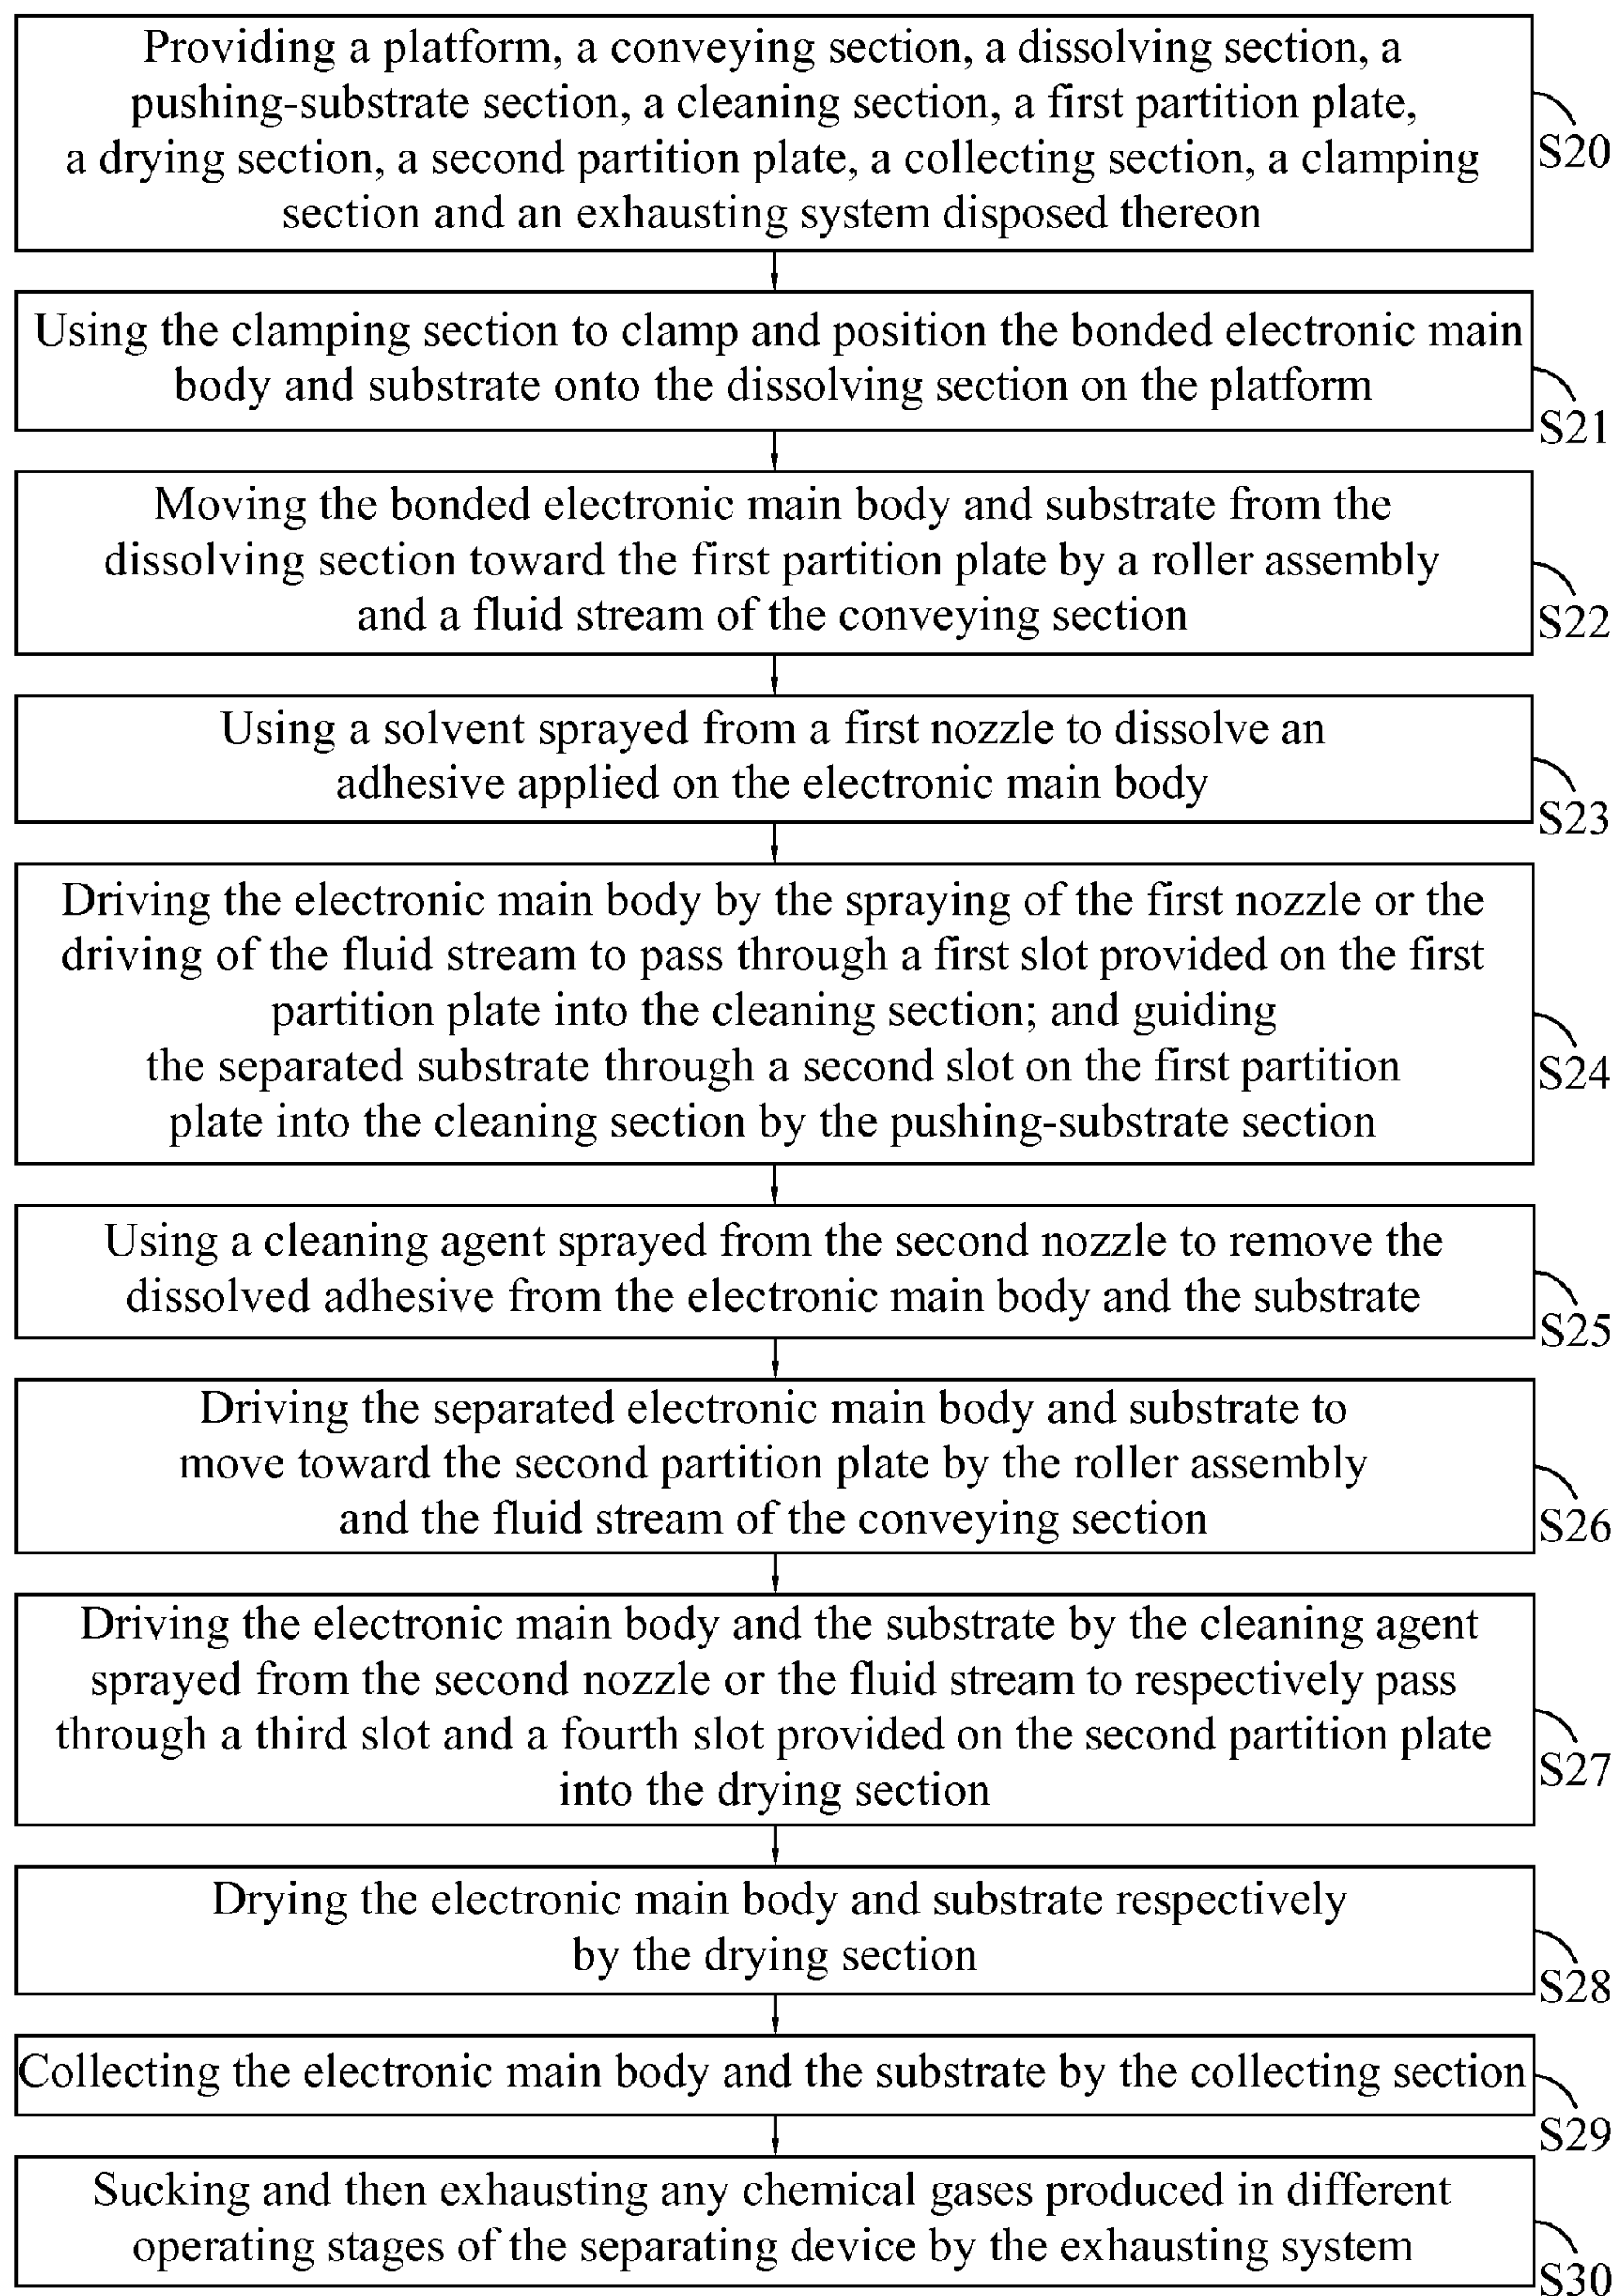 Providing a platform, a conveying section, a dissolving section, a
pushing-substrate section, a cleaning section, a first partition plate,
a drying section, a second partition plate, a collecting section, a clamping
section and an exhausting system disposed thereon
S20
Using the clamping section to clamp and position the bonded electronic main
body and substrate onto the dissolving section on the platform
S21
Moving the bonded electronic main body and substrate from the
dissolving section toward the first partition plate by a roller assembly
and a fluid stream of the conveying section
S22
Using a solvent sprayed from a first nozzle to dissolve an
adhesive applied on the electronic main body
S23
Driving the electronic main body by the spraying of the first nozzle or the
driving of the fluid stream to pass through a first slot provided on the first
partition plate into the cleaning section; and guiding
the separated substrate through a second slot on the first partition
plate into the cleaning section by the pushing-substrate section
S24
Using a cleaning agent sprayed from the second nozzle to remove the
dissolved adhesive from the electronic main body and the substrate
S25
Driving the separated electronic main body and substrate to
move toward the second partition plate by the roller assembly
and the fluid stream of the conveying section
S26
Driving the electronic main body and the substrate by the cleaning agent
sprayed from the second nozzle or the fluid stream to respectively pass
through a third slot and a fourth slot provided on the second partition plate
into the drying section
S27
Drying the electronic main body and substrate respectively
by the drying section
S28
Collecting the electronic main body and the substrate by the collecting section
S29
Sucking and then exhausting any chemical gases produced in different
operating stages of the separating device by the exhausting system
S30